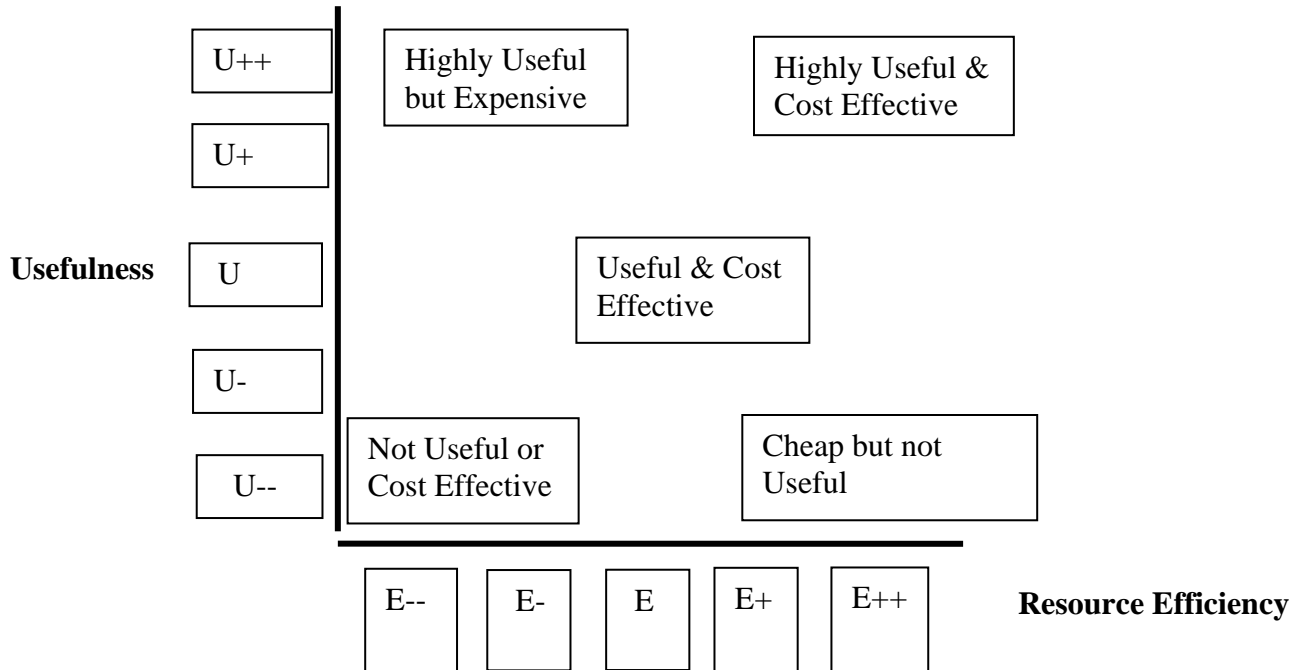 U++
Highly Useful
but Expensive
Highly Useful &
Cost Effective
U+
Usefulness
U
Useful & Cost
Effective
U-
Not Useful or
Cost Effective
Cheap but not
Useful
U--
E--
E-
E
E+
E++
Resource Efficiency